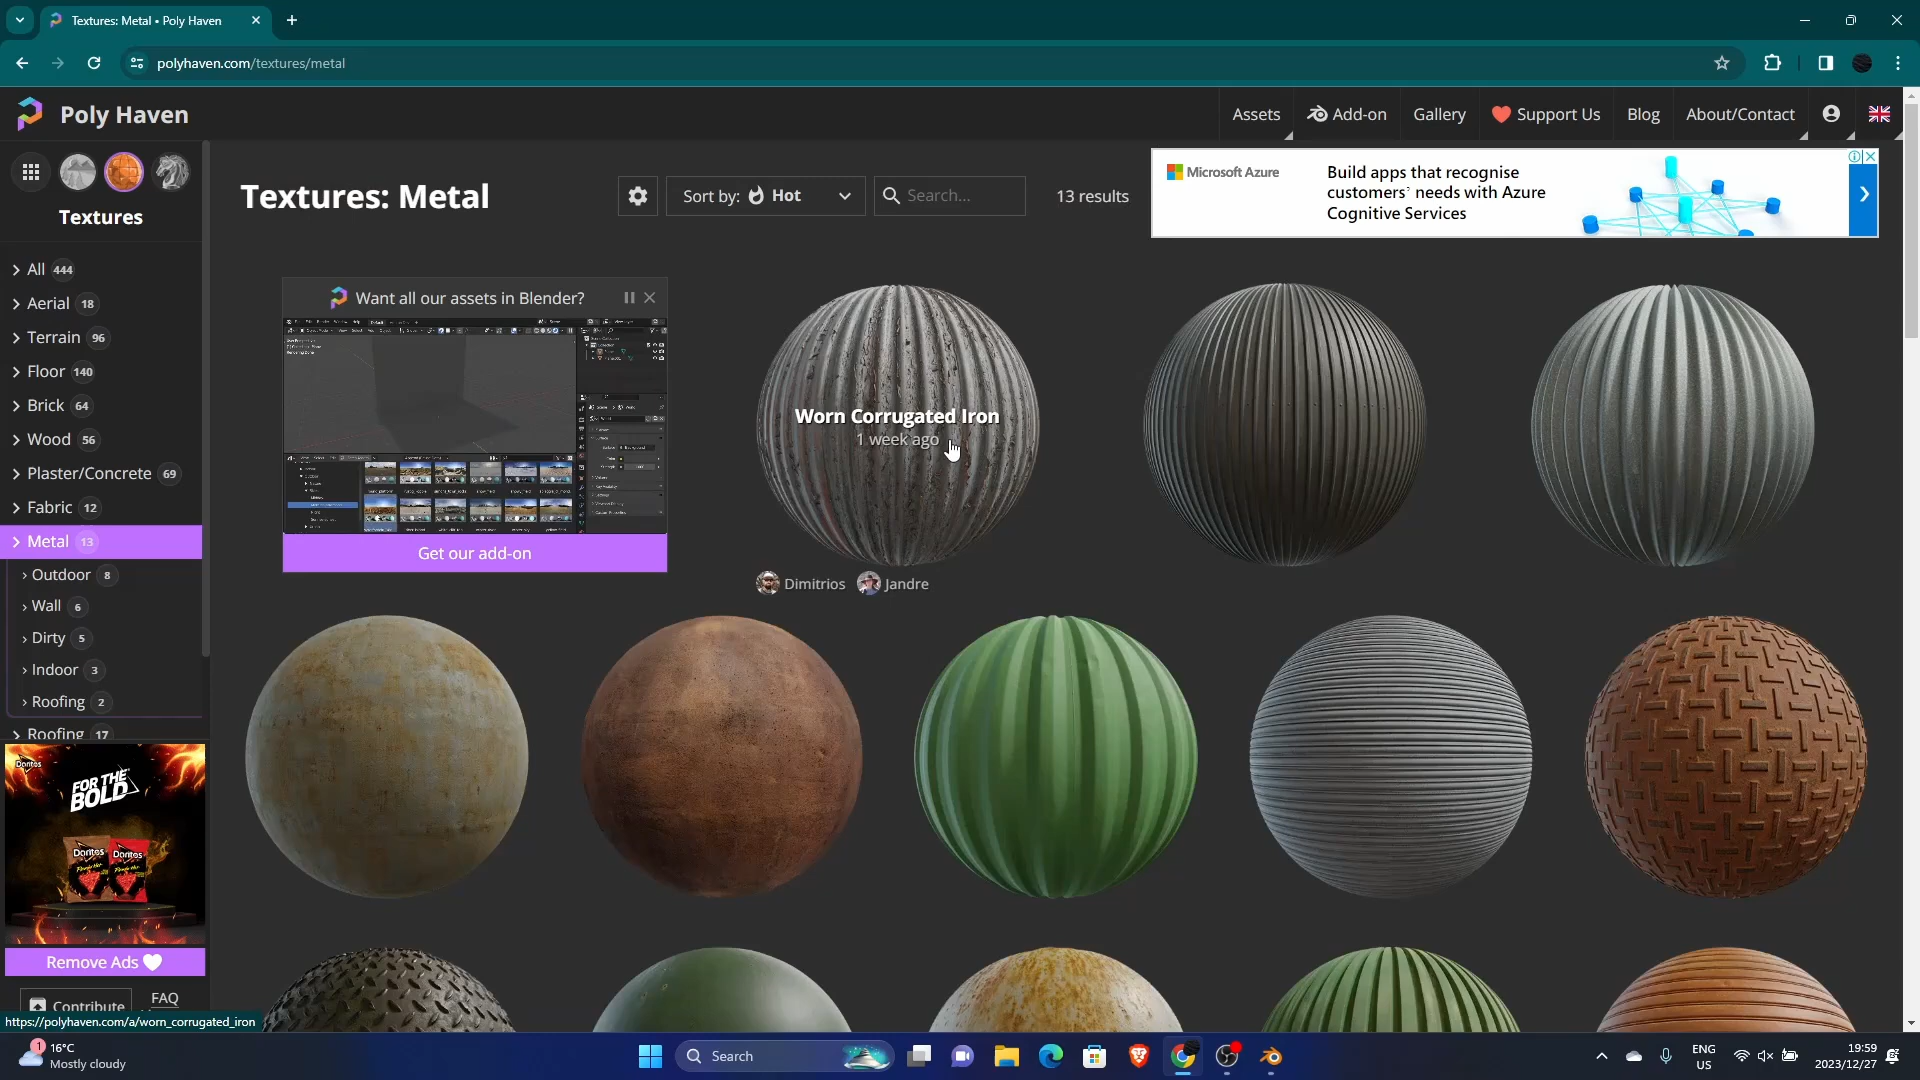 Textures: Metal • Poly Haven
polyhaven.com/textures/metal
Poly Haven
Assets
Add-on
Gallery
Support Us
Blog
About/Contact
Textures
All 444
Aerial 18
Terrain 96
Floor 140
Brick 64
Wood 56
Plaster/Concrete 69
Fabric 12
Metal 13
Outdoor 8
Wall 6
Dirty 5
Indoor 3
Roofing 2
Roofing 17
Doritos
FOR THE
BOLD
Doritos Doritos
Remove Ads
Contribute
FAQ
https://polyhaven.com/a/worn_corrugated_iron
Textures: Metal
Sort by: Hot
Search...
13 results
Microsoft Azure
Build apps that recognise
customers' needs with Azure
Cognitive Services
Want all our assets in Blender?
Get our add-on
Worn Corrugated Iron
1 week ago
Dimitrios
Jandre
1
16°C
Mostly cloudy
Search
ENG
US
19:59
2023/12/27